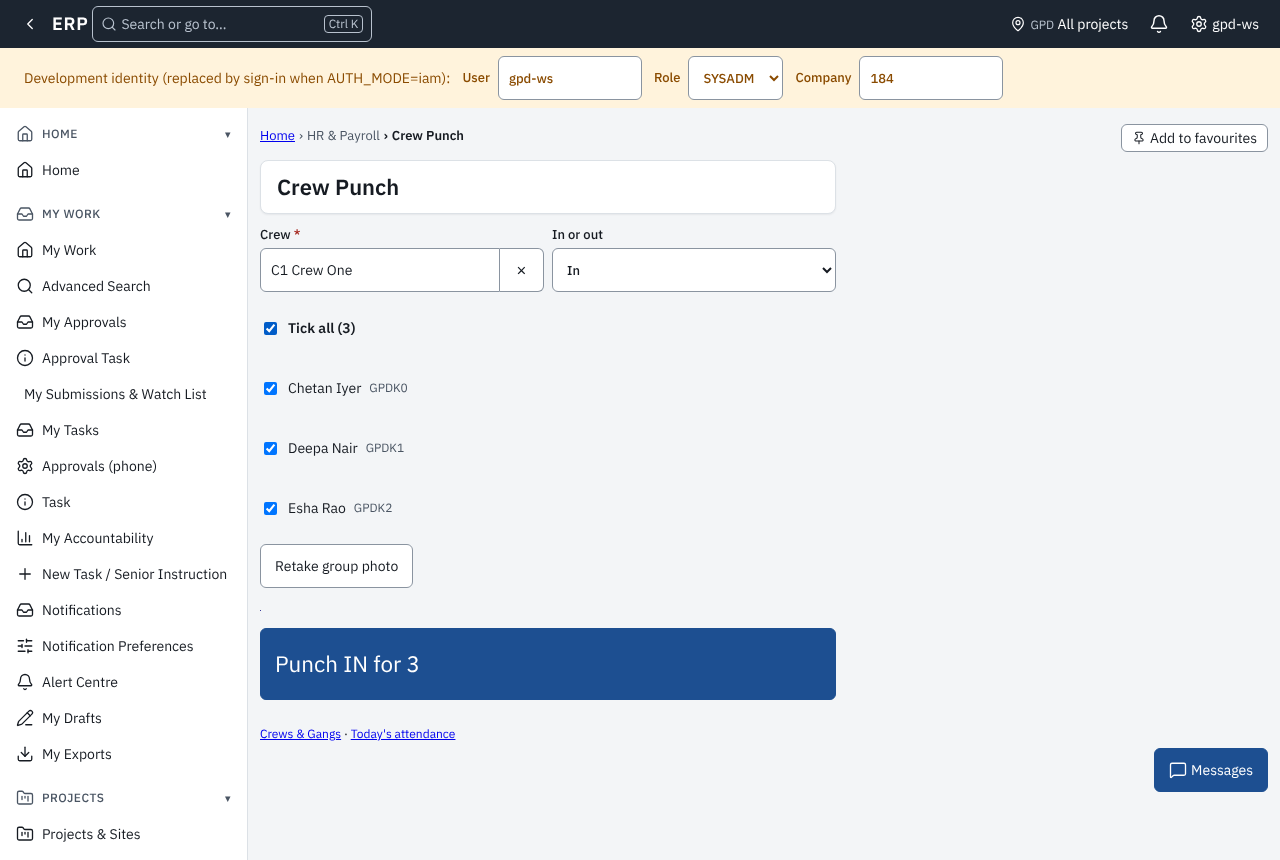 ERP
Search or go to...
Ctrl K
GPD All projects
gpd-ws
Development identity (replaced by sign-in when AUTH_MODE=iam):
User
gpd-ws
Role
SYSADM
Company
184
HOME
Home
MY WORK
My Work
Advanced Search
My Approvals
Approval Task
My Submissions & Watch List
My Tasks
Approvals (phone)
Task
My Accountability
New Task / Senior Instruction
Notifications
Notification Preferences
Alert Centre
My Drafts
My Exports
PROJECTS
Projects & Sites
Home › HR & Payroll › Crew Punch
Add to favourites
Crew Punch
Crew *
C1 Crew One
×
In or out
In
Tick all (3)
Chetan Iyer GPDK0
Deepa Nair GPDK1
Esha Rao GPDK2
Retake group photo
Punch IN for 3
Crews & Gangs · Today's attendance
Messages